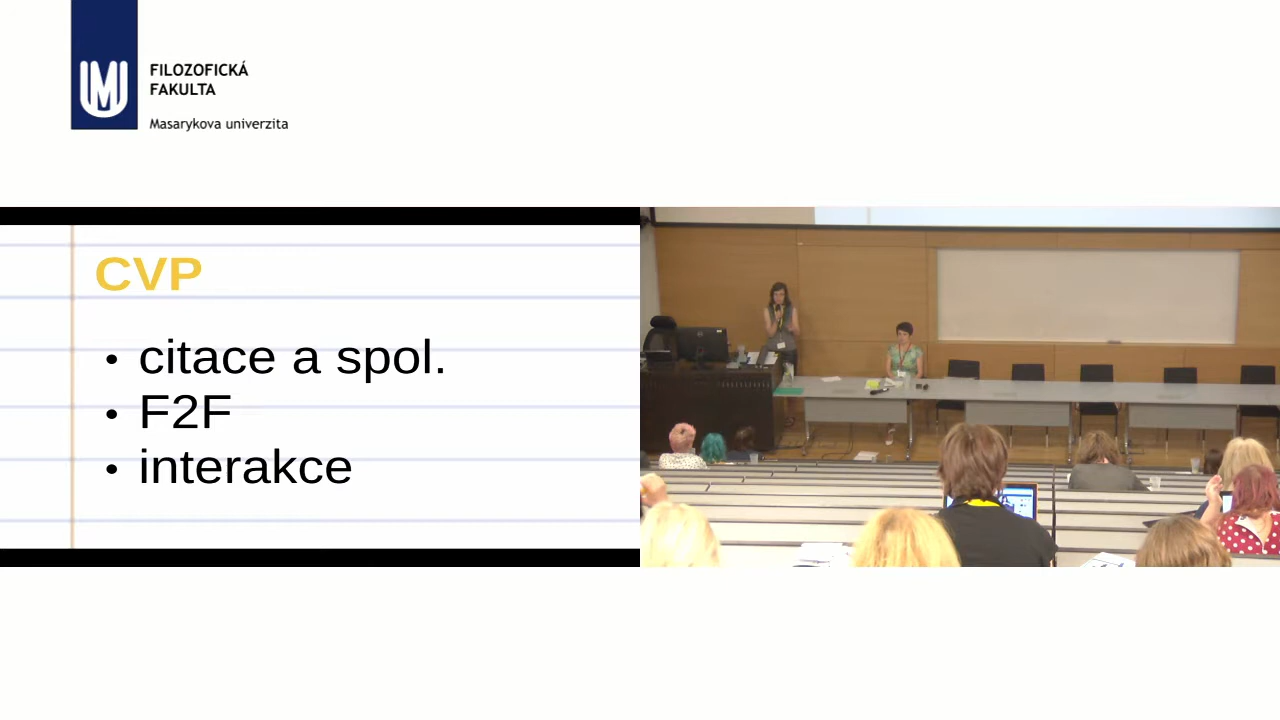 FILOZOFICKÁ
FAKULTA
Masarykova univerzita
CVP
• citace a spol.
• F2F
• interakce